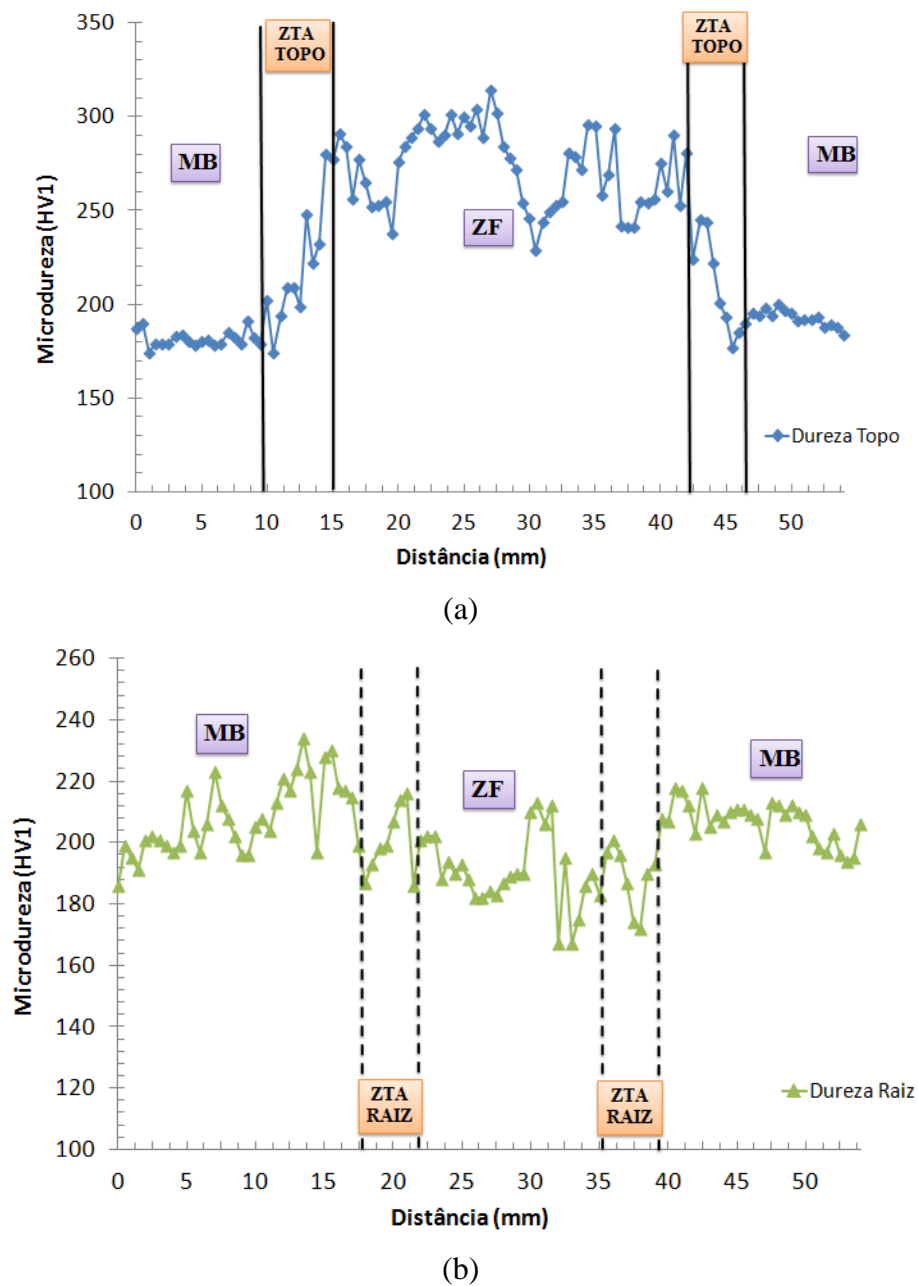 350
300
250
200
150
100
Microdureza (HV1)
ZTA
TOPO
ZTA
TOPO
MB
ZF
MB
Dureza Topo
0 5 10 15 20 25 30 35 40 45 50
Distância (mm)
(a)
260
240
220
200
180
160
140
120
100
Microdureza (HV1)
MB
ZF
MB
ZTA
RAIZ
ZTA
RAIZ
Dureza Raiz
0 5 10 15 20 25 30 35 40 45 50
Distância (mm)
(b)